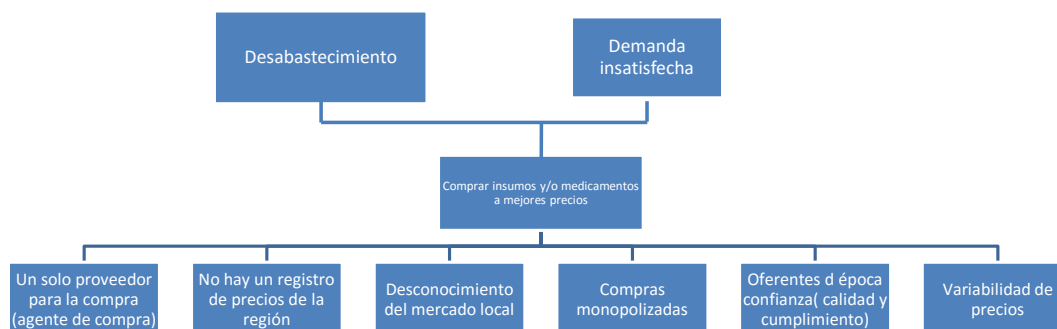 Desabastecimiento
Demanda
insatisfecha
Comprar insumos y/o medicamentos
a mejores precios
Un solo proveedor
para la compra
(agente de compra)
No hay un registro
de precios de la
región
Desconocimiento
del mercado local
Compras
monopolizadas
Oferentes d época
confianza( calidad y
cumplimiento)
Variabilidad de
precios